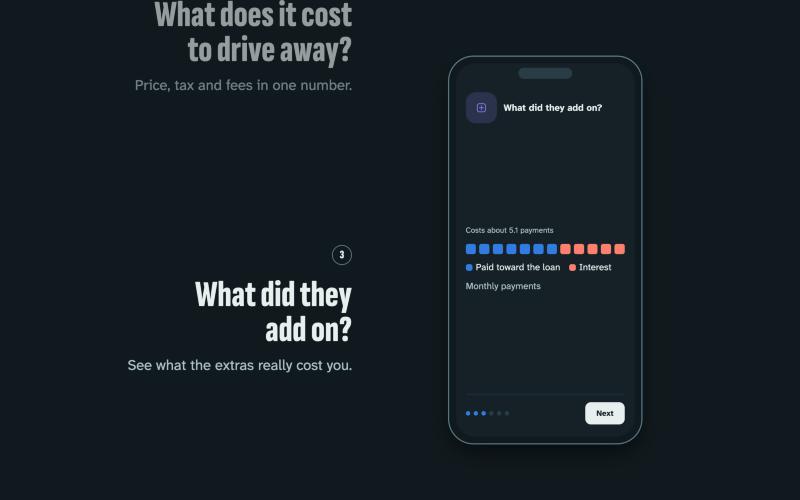 What does it cost
to drive away?
Price, tax and fees in one number.
3
What did they
add on?
See what the extras really cost you.
What did they add on?
Costs about 5.1 payments
Paid toward the loan Interest
Monthly payments
Next